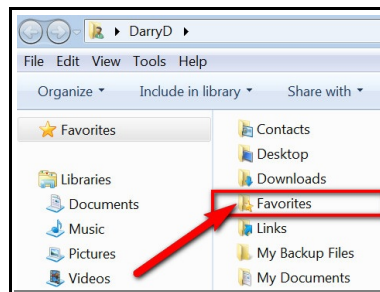 DarryD
File Edit View Tools Help
Organize Include in library Share with
Favorites
Libraries
Documents
Music
Pictures
Videos
Contacts
Desktop
Downloads
Favorites
Links
My Backup Files
My Documents